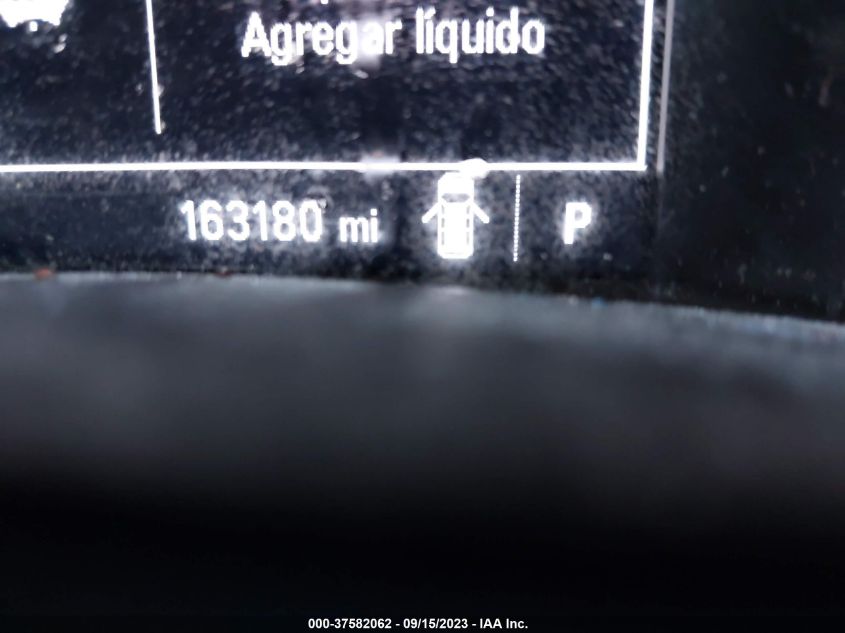 Agregar líquido
163180 mi P
000-37582062 - 09/15/2023 - IAA Inc.